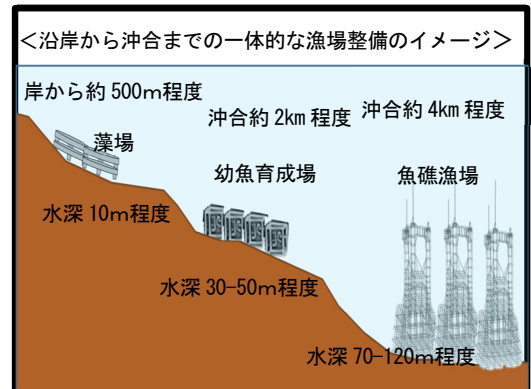 ＜沿岸から沖合までの一体的な漁場整備のイメージ＞
岸から約500ｍ程度
沖合約2km程度
沖合約4km程度
藻場
幼魚育成場
魚礁漁場
水深10ｍ程度
水深30-50ｍ程度
水深70-120ｍ程度